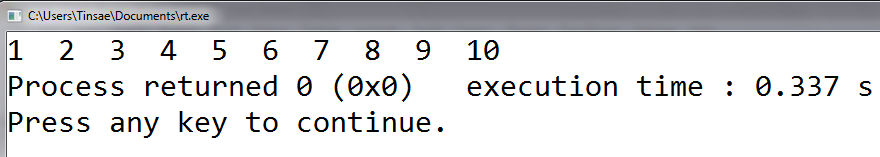 C:\Users\Tinsae\Documents\rt.exe
1  2  3  4  5  6  7  8  9  10
Process returned 0 (0x0)   execution time : 0.337 s
Press any key to continue.